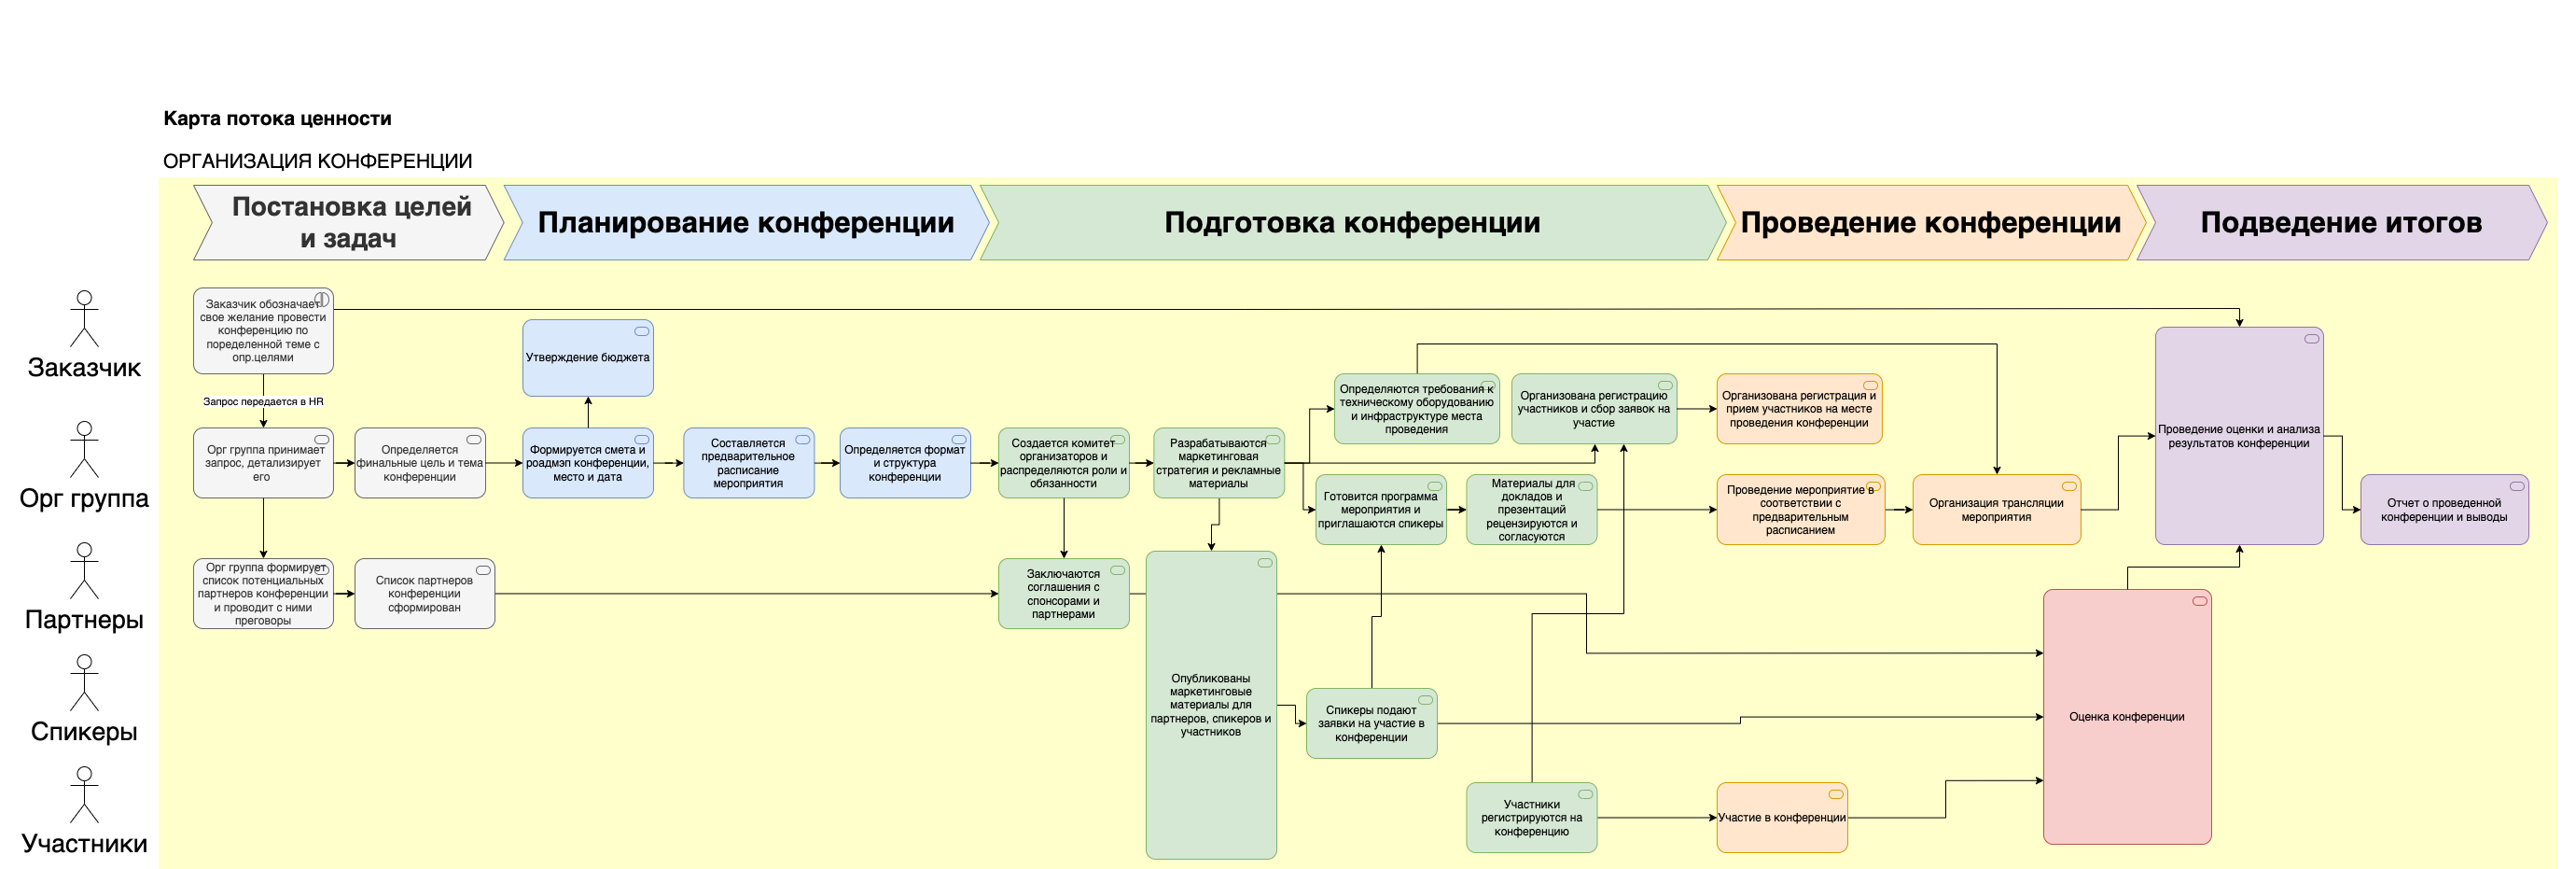 Карта потока ценности
ОРГАНИЗАЦИЯ КОНФЕРЕНЦИИ
Постановка целей
и задач
Планирование конференции
Подготовка конференции
Проведение конференции
Подведение итогов
Заказчик
Заказчик обозначает
свое желание провести
конференцию по
поределенной теме с
опр.целями
Утверждение бюджета
Запрос передается в HR
Определяются требования к
техническому оборудованию
и инфраструктуре места
проведения
Организована регистрацию
участников и сбор заявок на
участие
Организована регистрация и
прием участников на месте
проведения конференции
Проведение оценки и анализа
результатов конференции
Орг группа
Орг группа принимает
запрос, детализирует
его
Определяется
финальные цель и тема
конференции
Формируется смета и
роадмэп конференции,
место и дата
Составляется
предварительное
расписание
мероприятия
Определяется формат
и структура
конференции
Создается комитет
организаторов и
распределяются роли и
обязанности
Разрабатываются
маркетинговая
стратегия и рекламные
материалы
Готовится программа
мероприятия и
приглашаются спикеры
Материалы для
докладов и
презентаций
рецензируются и
согласуются
Проведение мероприятие в
соответствии с
предварительным
расписанием
Организация трансляции
мероприятия
Отчет о проведенной
конференции и выводы
Партнеры
Орг группа формирует
список потенциальных
партнеров конференции
и проводит с ними
преговоры
Список партнеров
конференции
сформирован
Заключаются
соглашения с
спонсорами и
партнерами
Опубликованы
маркетинговые
материалы для
партнеров, спикеров и
участников
Спикеры
Спикеры подают
заявки на участие в
конференции
Оценка конференции
Участники
Участники
регистрируются на
конференцию
Участие в конференции